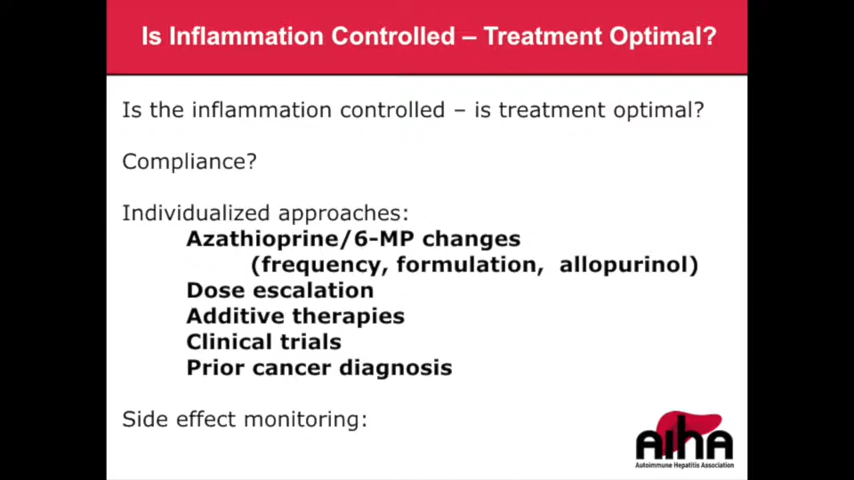 Is Inflammation Controlled – Treatment Optimal?
Is the inflammation controlled – is treatment optimal?
Compliance?
Individualized approaches:
Azathioprine/6-MP changes
(frequency, formulation, allopurinol)
Dose escalation
Additive therapies
Clinical trials
Prior cancer diagnosis
Side effect monitoring:
AIHA
Autoimmune Hepatitis Association